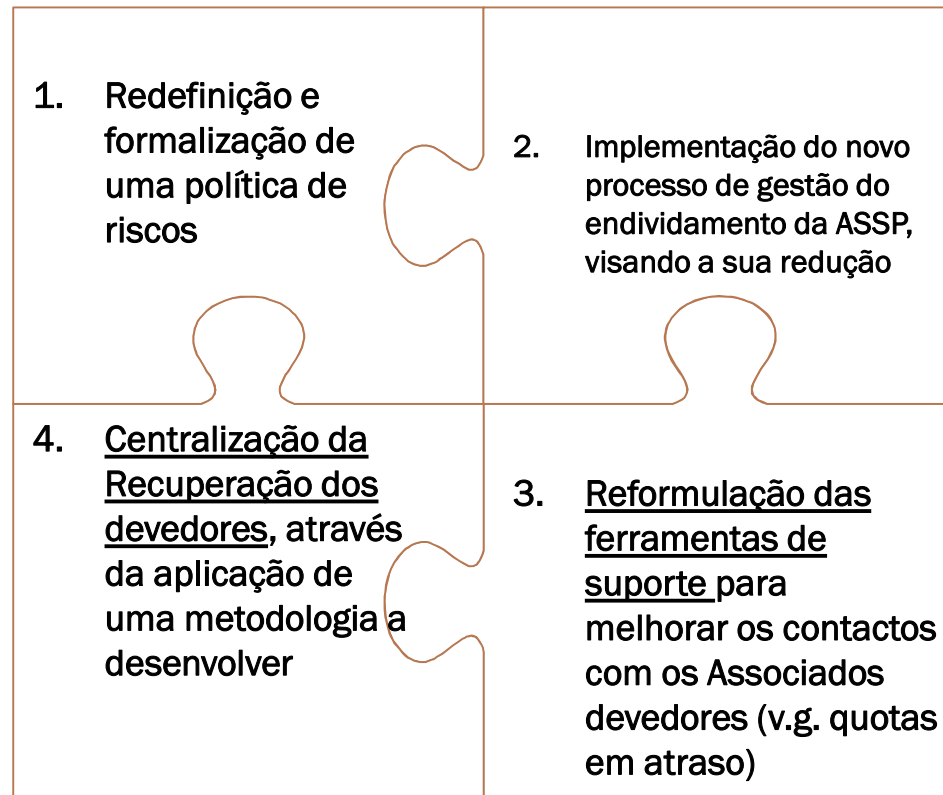 1. Redefinição e
formalização de
uma política de
riscos
2. Implementação do novo
processo de gestão do
endividamento da ASSP,
visando a sua redução
4. Centralização da
Recuperação dos
devedores, através
da aplicação de
uma metodologia a
desenvolver
3. Reformulação das
ferramentas de
suporte para
melhorar os contactos
com os Associados
devedores (v.g. quotas
em atraso)